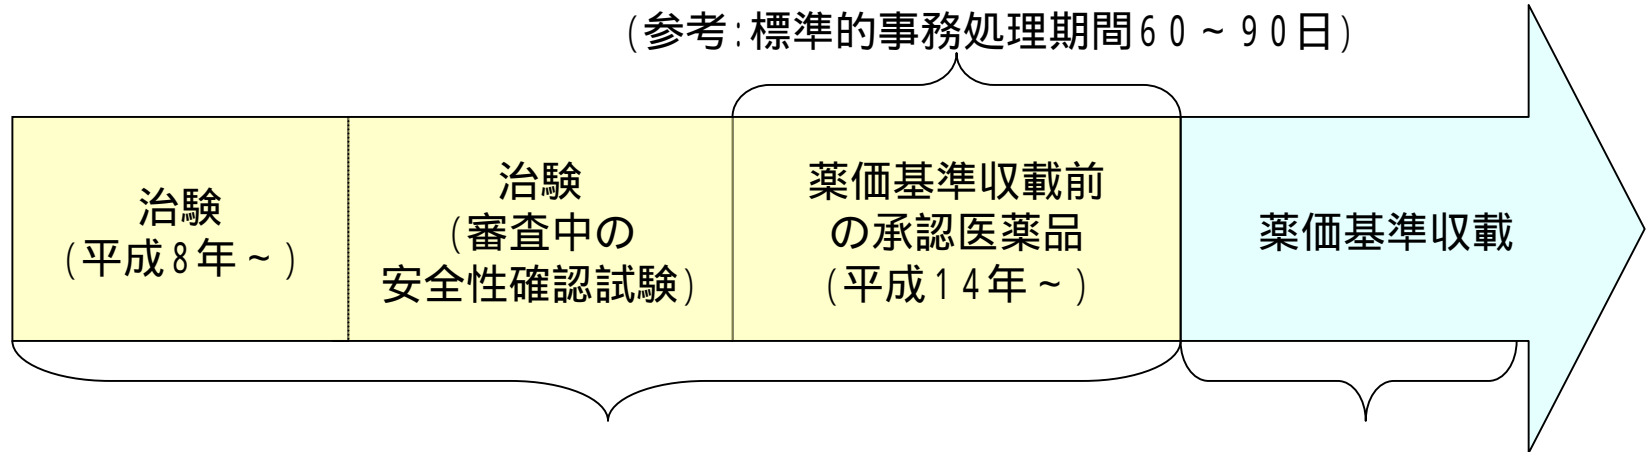 (参考:標準的事務処理期間60~90日)
治験
(平成8年~)
治験
(審査中の
安全性確認試験)
薬価基準収載前
の承認医薬品
(平成14年~)
薬価基準収載